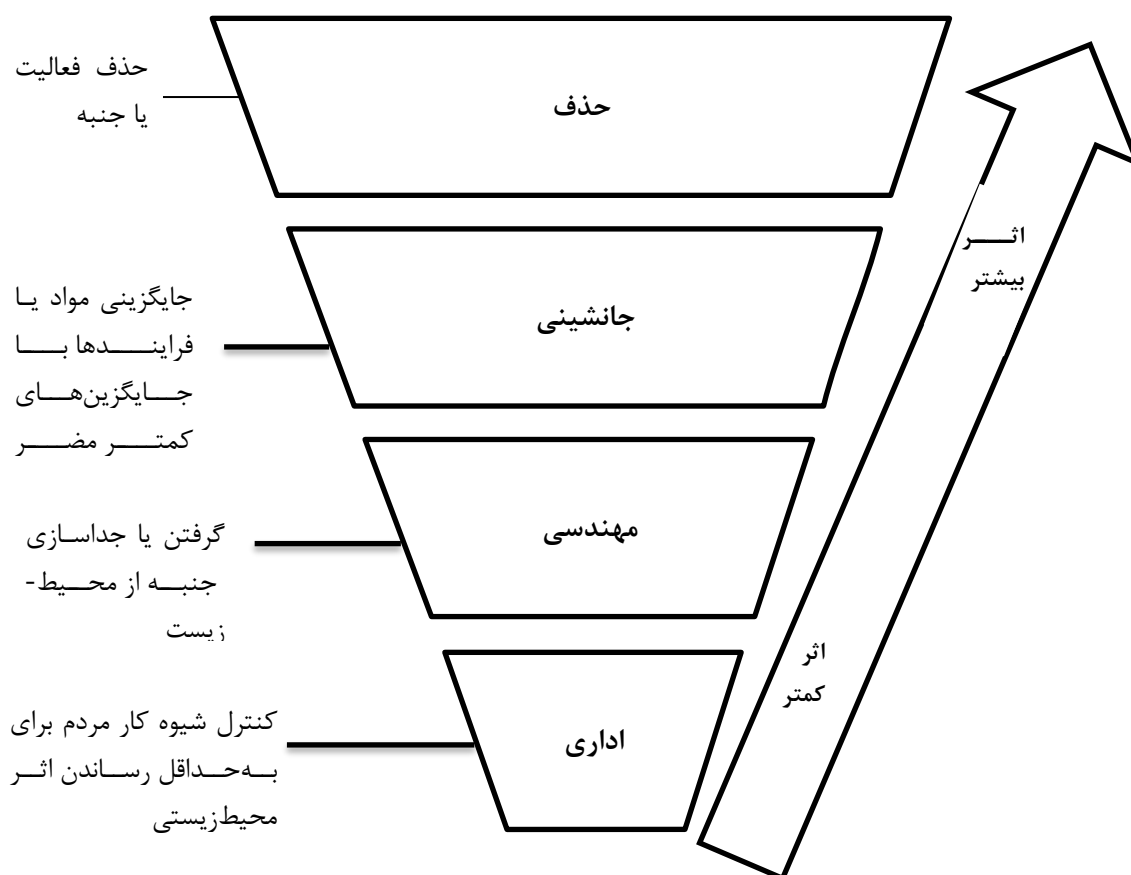 حذف
حذف فعالیت
یا جنبه
اثر
بیشتر
جانشینی
جایگزینی مواد یا
فرایندها با
جایگزین‌های
کمتر مضر
مهندسی
گرفتن یا جداسازی
جنبه از محیط-
زیست
اثر
کمتر
اداری
کنترل شیوه کار مردم برای
به‌حداقل رساندن اثر
محیط‌زیستی